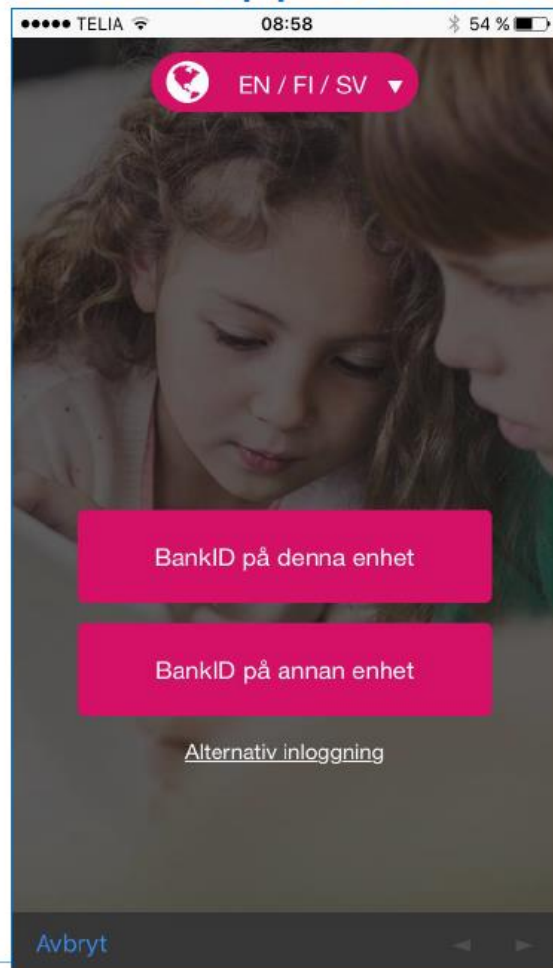 TELIA 08:58 54 %
EN / FI / SV
BankID på denna enhet
BankID på annan enhet
Alternativ inloggning
Avbryt